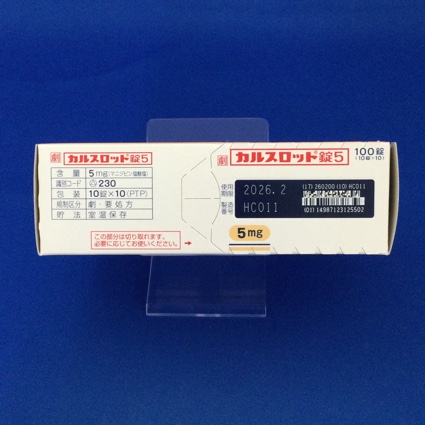 劇 カルスロット錠5
含量 5mg(マニジピン塩酸塩)
識別コード 230
包装 10錠×10(PTP)
規制区分 劇・要処方
貯法 室温保存
この部分は切り取れます。
必要に応じてお使いください。
劇 カルスロット錠5 100錠
(10錠×10)
使用期限 2026.2
製造番号 HC011
(17) 260200 (10) HC011
(01) 14987123125502
5mg